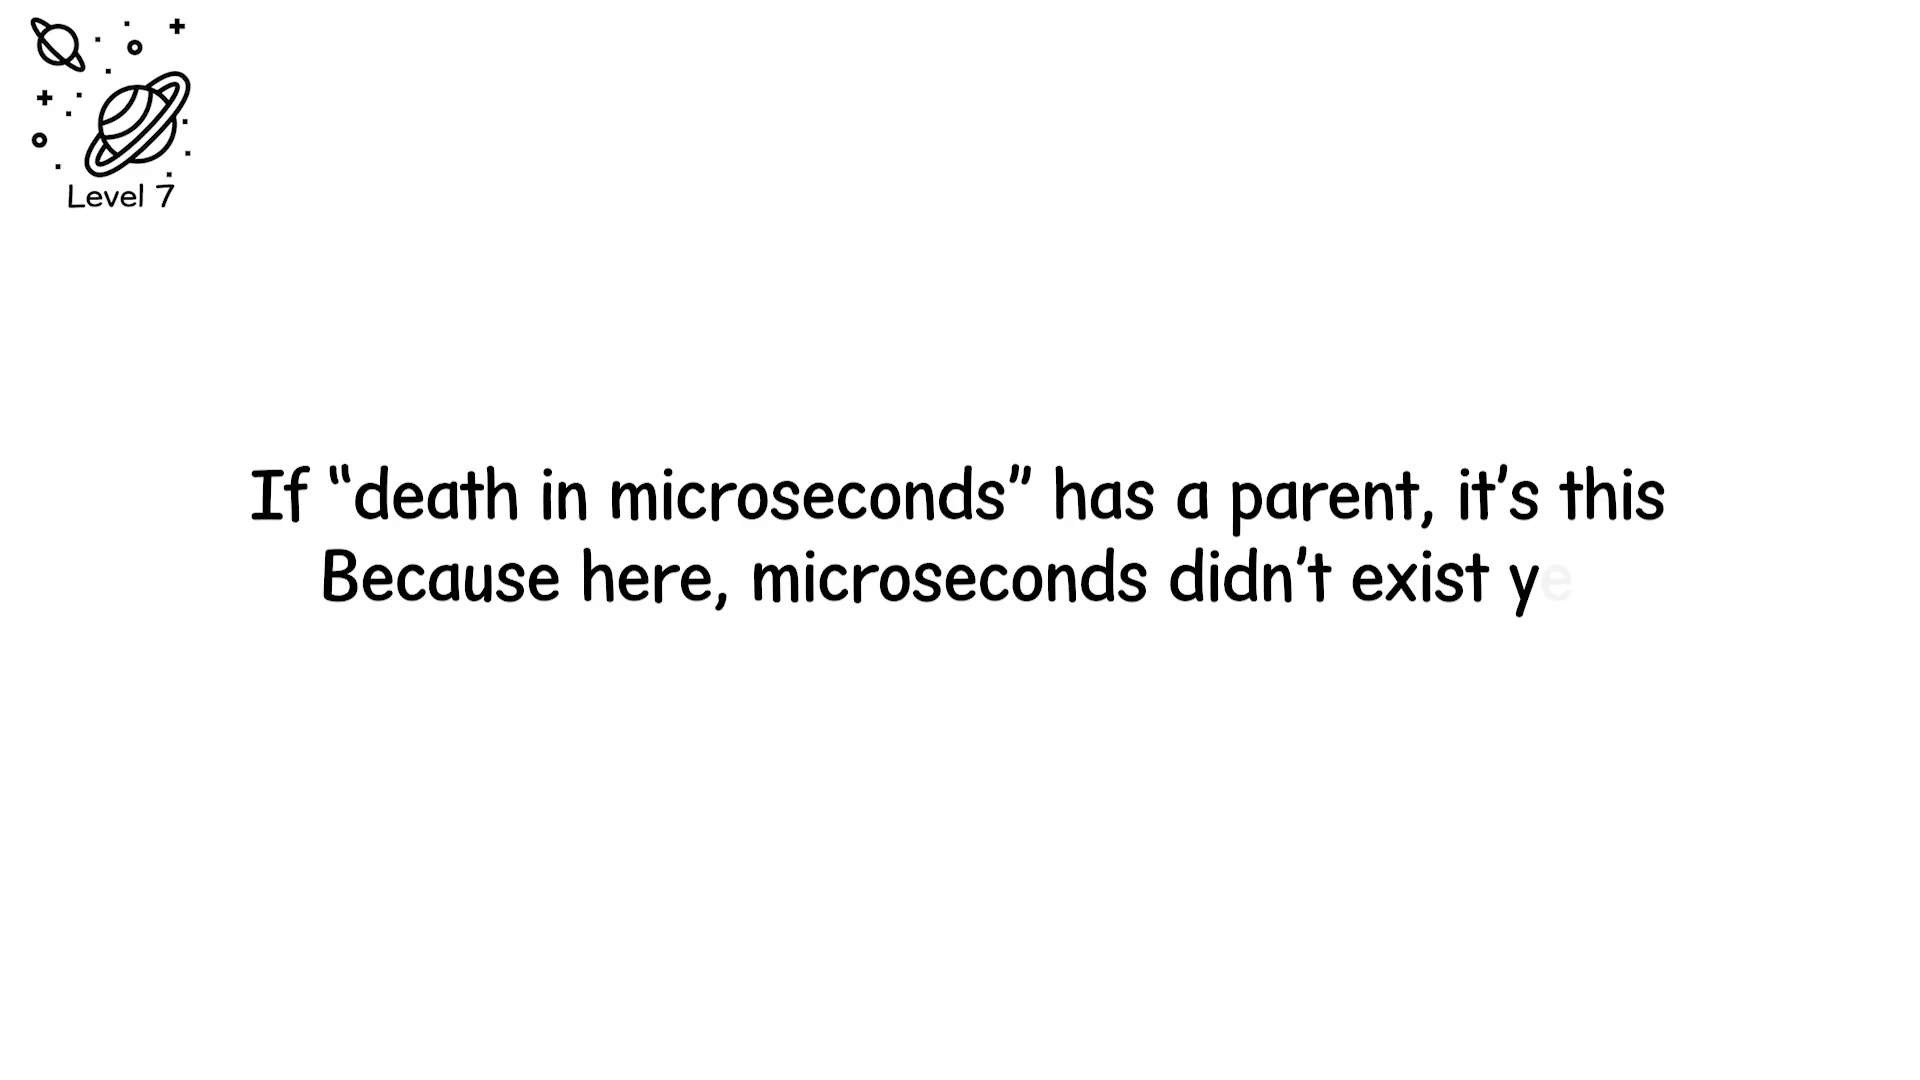 Level 7
If “death in microseconds” has a parent, it’s this
Because here, microseconds didn’t exist ye